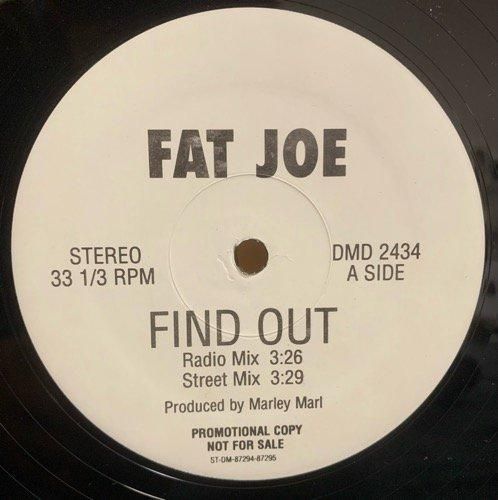 FAT JOE
STEREO
33 1/3 RPM
DMD 2434
A SIDE
FIND OUT
Radio Mix 3:26
Street Mix 3:29
Produced by Marley Marl
PROMOTIONAL COPY
NOT FOR SALE
ST-DM-87294-87295